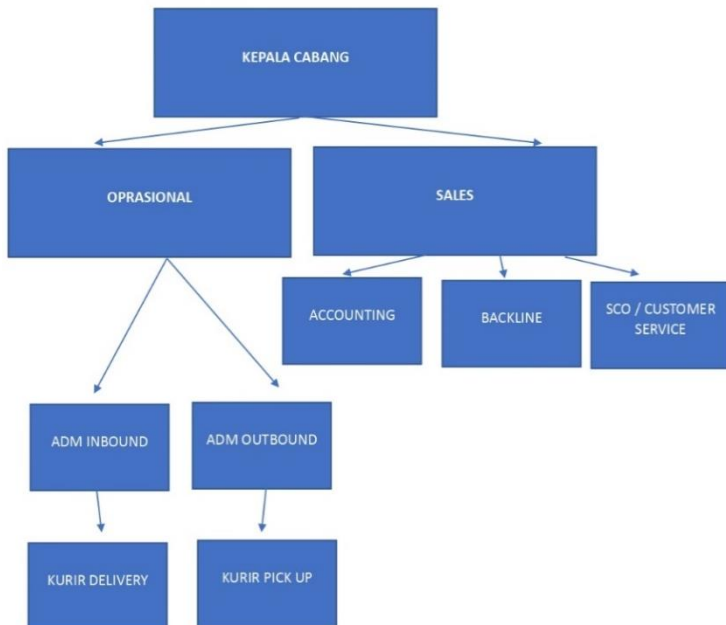 KEPALA CABANG
OPRASIONAL
SALES
ACCOUNTING
BACKLINE
SCO / CUSTOMER
SERVICE
ADM INBOUND
ADM OUTBOUND
KURIR DELIVERY
KURIR PICK UP